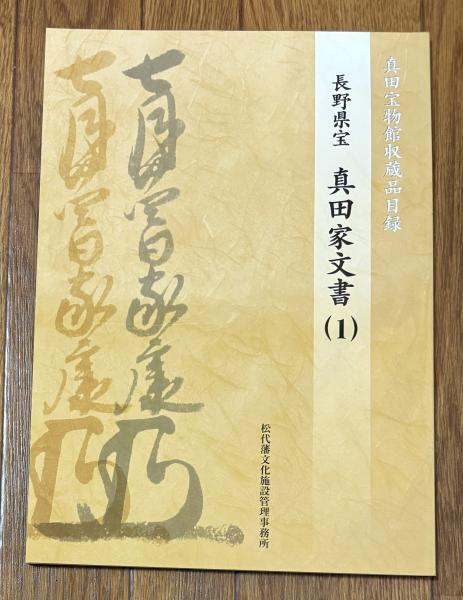 真田宝物館収蔵品目録
長野県宝 真田家文書(1)
松代藩文化施設管理事務所